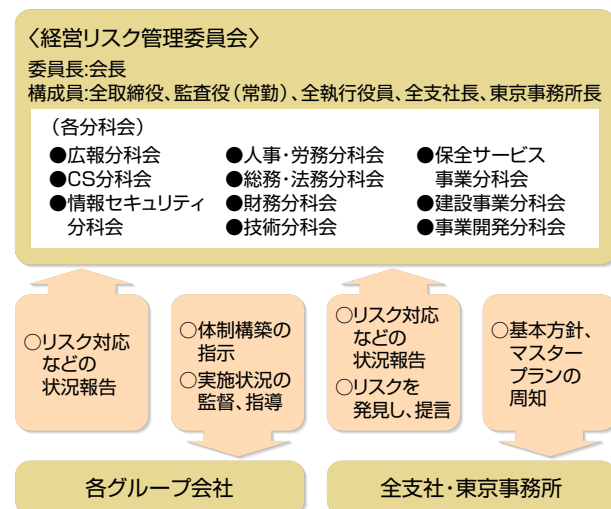 〈経営リスク管理委員会〉
委員長:会長
構成員:全取締役、監査役（常勤）、全執行役員、全支社長、東京事務所長
（各分科会）
●広報分科会
●CS分科会
●情報セキュリティ
分科会
●人事・労務分科会
●総務・法務分科会
●財務分科会
●技術分科会
●保全サービス
事業分科会
●建設事業分科会
●事業開発分科会
○リスク対応
などの
状況報告
○体制構築の
指示
○実施状況の
監督、指導
○リスク対応
などの
状況報告
○リスクを
発見し、提言
○基本方針、
マスター
プランの
周知
各グループ会社
全支社・東京事務所